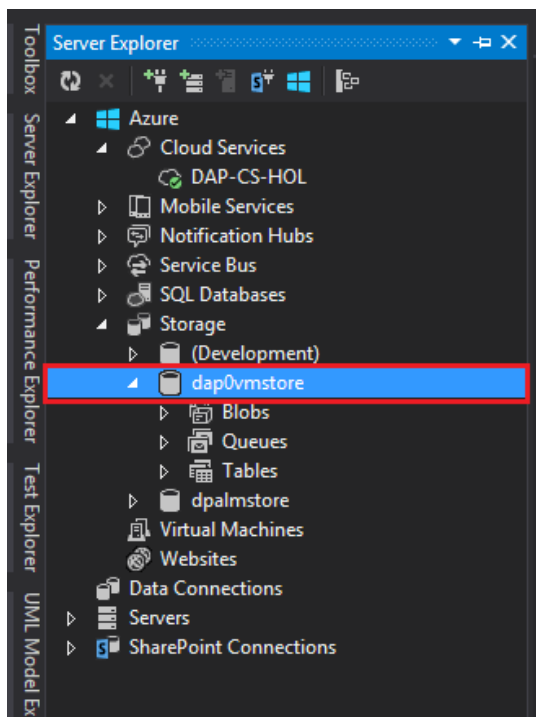 Toolbox
Server Explorer
Performance Explorer
Test Explorer
UML Model Ex
Server Explorer
Azure
Cloud Services
DAP-CS-HOL
Mobile Services
Notification Hubs
Service Bus
SQL Databases
Storage
(Development)
dap0vmstore
Blobs
Queues
Tables
dpalmstore
Virtual Machines
Websites
Data Connections
Servers
SharePoint Connections